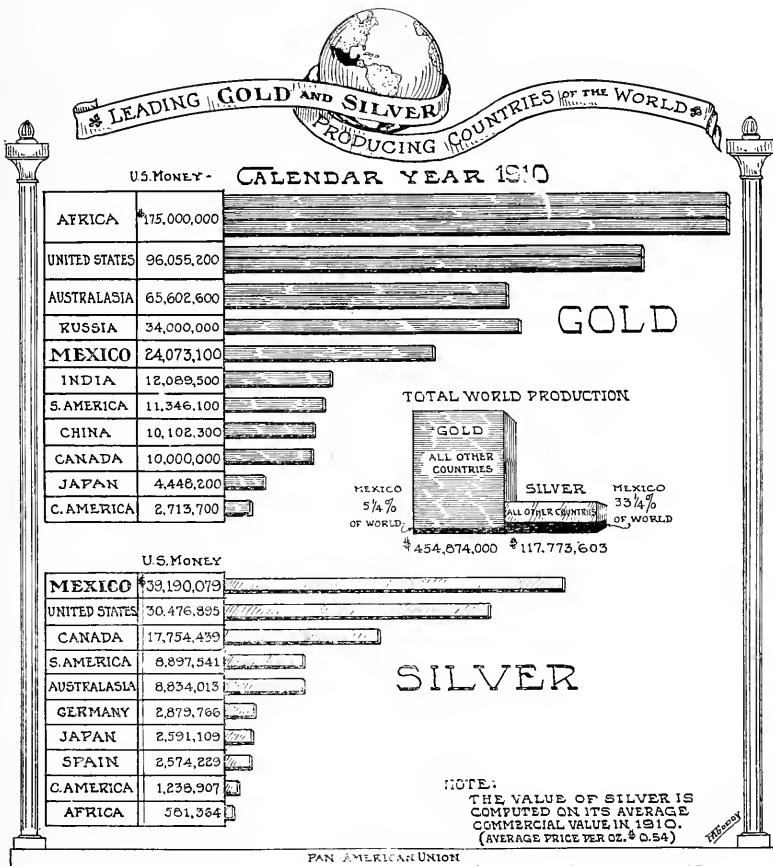 LEADING GOLD AND SILVER
PRODUCING COUNTRIES OF THE WORLD
U.S. MONEY - CALENDAR YEAR 1910
AFRICA $175,000,000
UNITED STATES 96,055,200
AUSTRALASIA 65,602,600
RUSSIA 34,000,000
MEXICO 24,073,100
INDIA 12,089,500
S. AMERICA 11,346,100
CHINA 10,102,300
CANADA 10,000,000
JAPAN 4,448,200
C. AMERICA 2,713,700
GOLD
TOTAL WORLD PRODUCTION
GOLD
ALL OTHER
COUNTRIES
MEXICO
5 1/4 %
OF WORLD
$454,874,000
SILVER
ALL OTHER COUNTRIES
MEXICO
33 1/4 %
OF WORLD
$117.773,603
U.S. MONEY
MEXICO $39,190,079
UNITED STATES 30,476,895
CANADA 17,754,439
S. AMERICA 8,897,541
AUSTRALASIA 8,834,013
GERMANY 2,879,766
JAPAN 2,591,109
SPAIN 2,574,229
C. AMERICA 1,238,907
AFRICA 581,364
SILVER
NOTE:
THE VALUE OF SILVER IS
COMPUTED ON ITS AVERAGE
COMMERCIAL VALUE IN 1910.
(AVERAGE PRICE PER OZ. $0.54)
PAN AMERICAN UNION